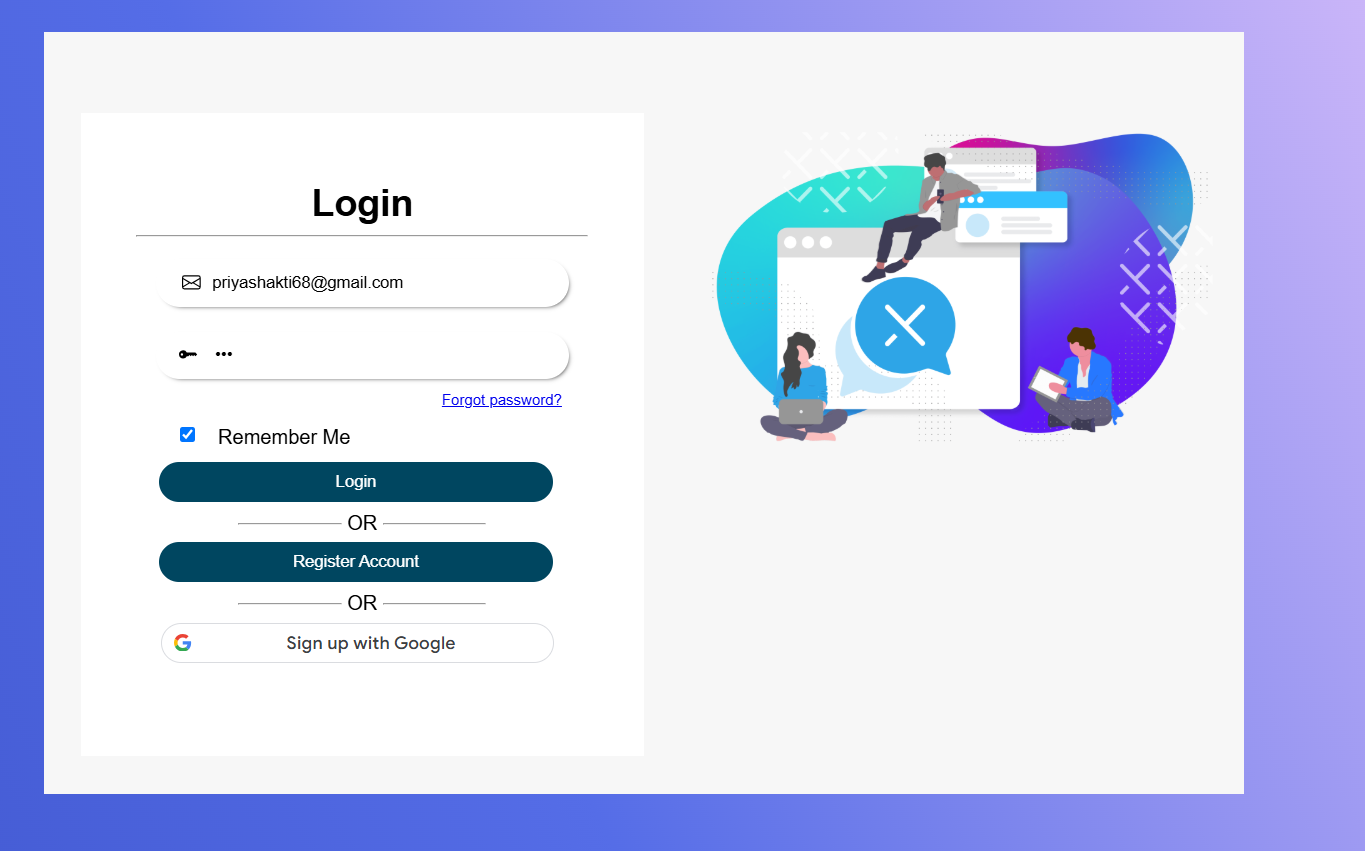 Login
priyashakti68@gmail.com
•••
Forgot password?
Remember Me
Login
OR
Register Account
OR
Sign up with Google